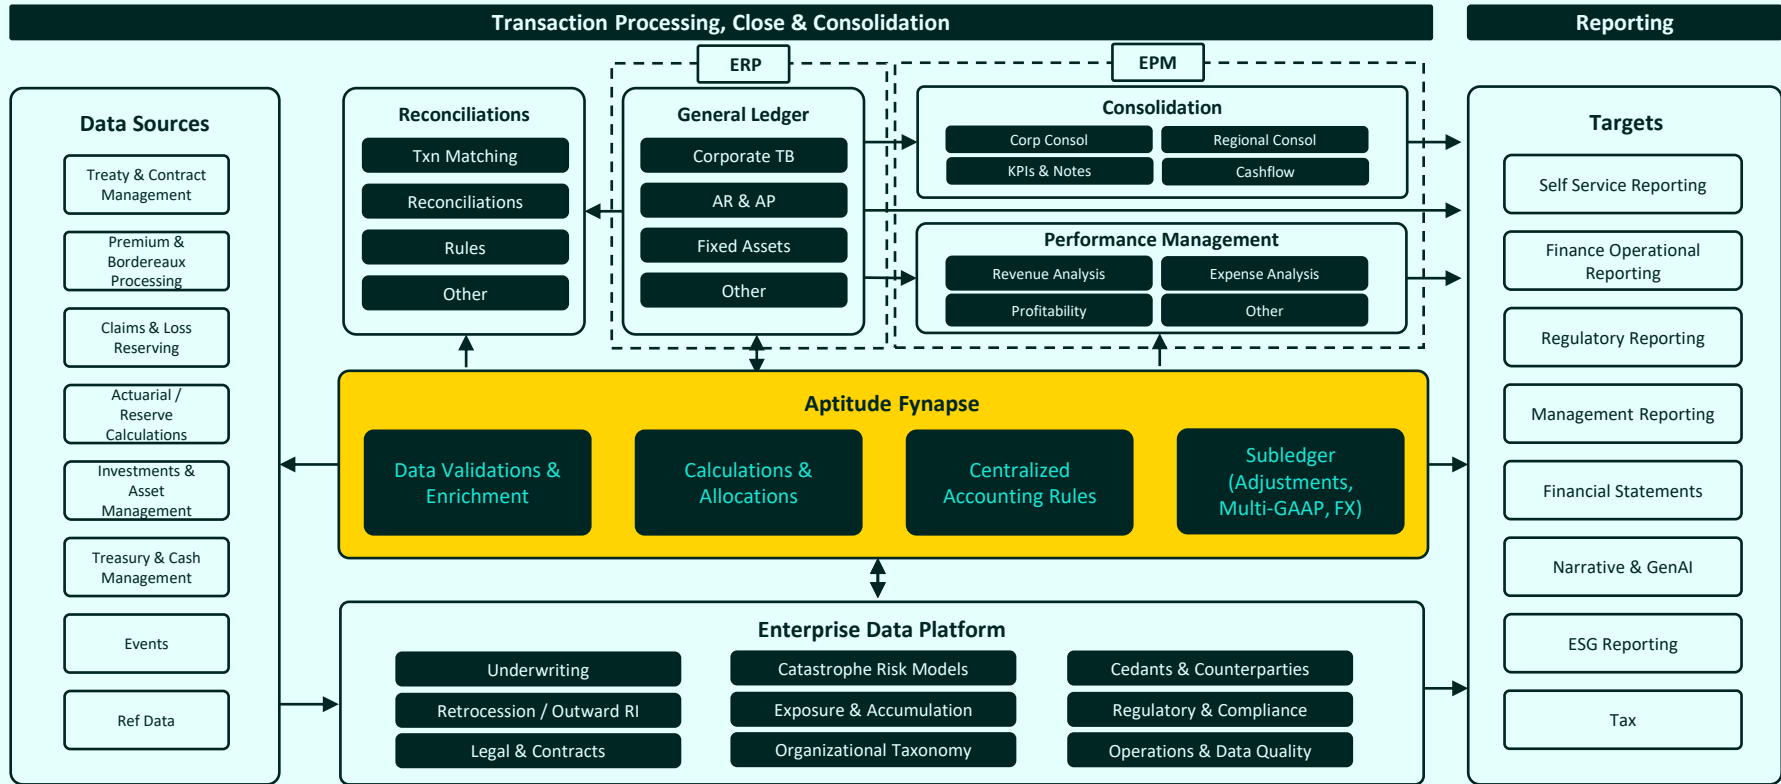 Transaction Processing, Close & Consolidation
Reporting
ERP
EPM
Data Sources
Treaty & Contract
Management
Premium &
Bordereaux
Processing
Claims & Loss
Reserving
Actuarial /
Reserve
Calculations
Investments &
Asset
Management
Treasury & Cash
Management
Events
Ref Data
Reconciliations
Txn Matching
Reconciliations
Rules
Other
General Ledger
Corporate TB
AR & AP
Fixed Assets
Other
Consolidation
Corp Consol
Regional Consol
KPIs & Notes
Cashflow
Performance Management
Revenue Analysis
Expense Analysis
Profitability
Other
Aptitude Fynapse
Data Validations &
Enrichment
Calculations &
Allocations
Centralized
Accounting Rules
Subledger
(Adjustments,
Multi-GAAP, FX)
Enterprise Data Platform
Underwriting
Catastrophe Risk Models
Cedants & Counterparties
Retrocession / Outward RI
Exposure & Accumulation
Regulatory & Compliance
Legal & Contracts
Organizational Taxonomy
Operations & Data Quality
Targets
Self Service Reporting
Finance Operational
Reporting
Regulatory Reporting
Management Reporting
Financial Statements
Narrative & GenAI
ESG Reporting
Tax